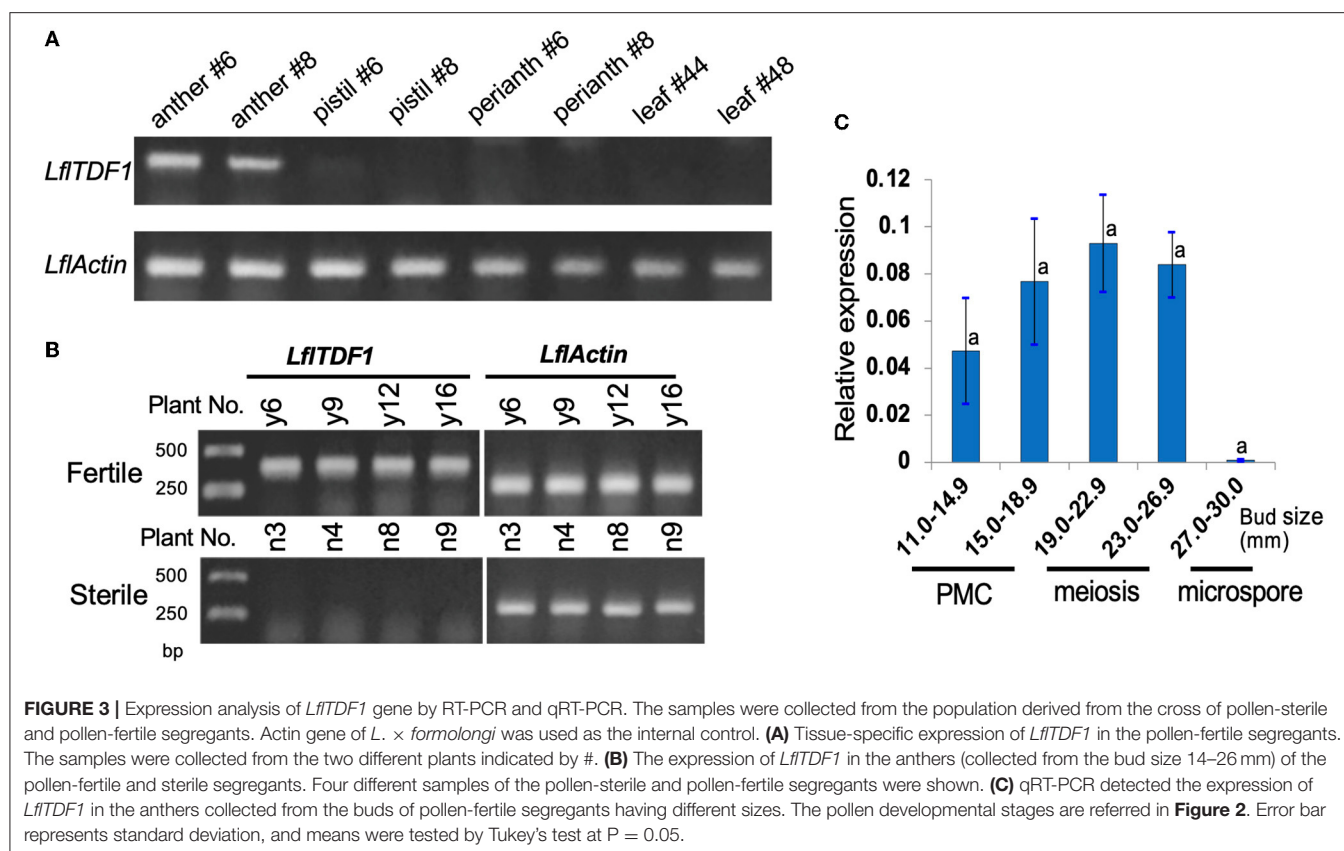 A
anther #6 anther #8 pistil #6 pistil #8 perianth #6 perianth #8 leaf #44 leaf #48
LflTDF1
LflActin
B
LflTDF1 LflActin
Plant No. y6 y9 y12 y16 y6 y9 y12 y16
500
Fertile
250
Plant No. n3 n4 n8 n9 n3 n4 n8 n9
500
Sterile
250
bp
C
Relative expression
0.12
0.1
0.08
0.06
0.04
0.02
0
a a a a a
11.0-14.9 15.0-18.9 19.0-22.9 23.0-26.9 27.0-30.0 Bud size
(mm)
PMC meiosis microspore
FIGURE 3 | Expression analysis of LflTDF1 gene by RT-PCR and qRT-PCR. The samples were collected from the population derived from the cross of pollen-sterile
and pollen-fertile segregants. Actin gene of L. × formolongi was used as the internal control. (A) Tissue-specific expression of LflTDF1 in the pollen-fertile segregants.
The samples were collected from the two different plants indicated by #. (B) The expression of LflTDF1 in the anthers (collected from the bud size 14–26 mm) of the
pollen-fertile and sterile segregants. Four different samples of the pollen-sterile and pollen-fertile segregants were shown. (C) qRT-PCR detected the expression of
LflTDF1 in the anthers collected from the buds of pollen-fertile segregants having different sizes. The pollen developmental stages are referred in Figure 2. Error bar
represents standard deviation, and means were tested by Tukey's test at P = 0.05.